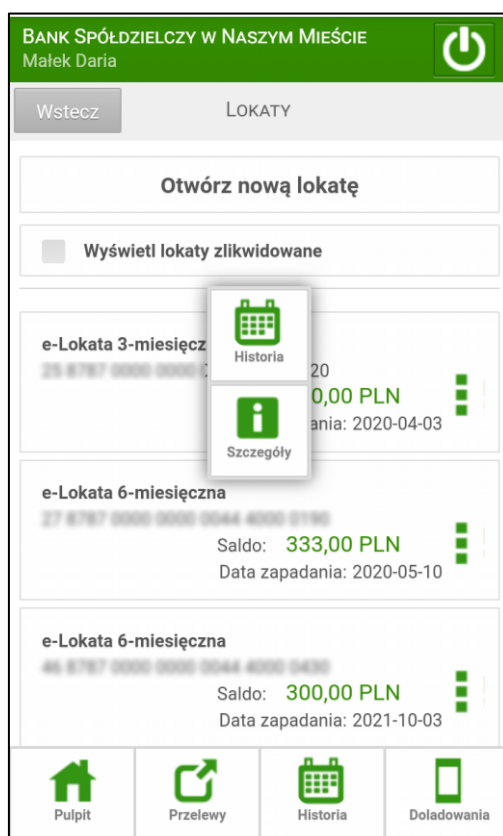 BANK SPÓŁDZIELCZY W NASZYM MIEŚCIE
Małek Daria
Wstecz
LOKATY
Otwórz nową lokatę
Wyświetl lokaty zlikwidowane
e-Lokata 3-miesięcz
Historia
20
0,00 PLN
ania: 2020-04-03
Szczegóły
e-Lokata 6-miesięczna
Saldo: 333,00 PLN
Data zapadania: 2020-05-10
e-Lokata 6-miesięczna
Saldo: 300,00 PLN
Data zapadania: 2021-10-03
Pulpit
Przelewy
Historia
Doladowania